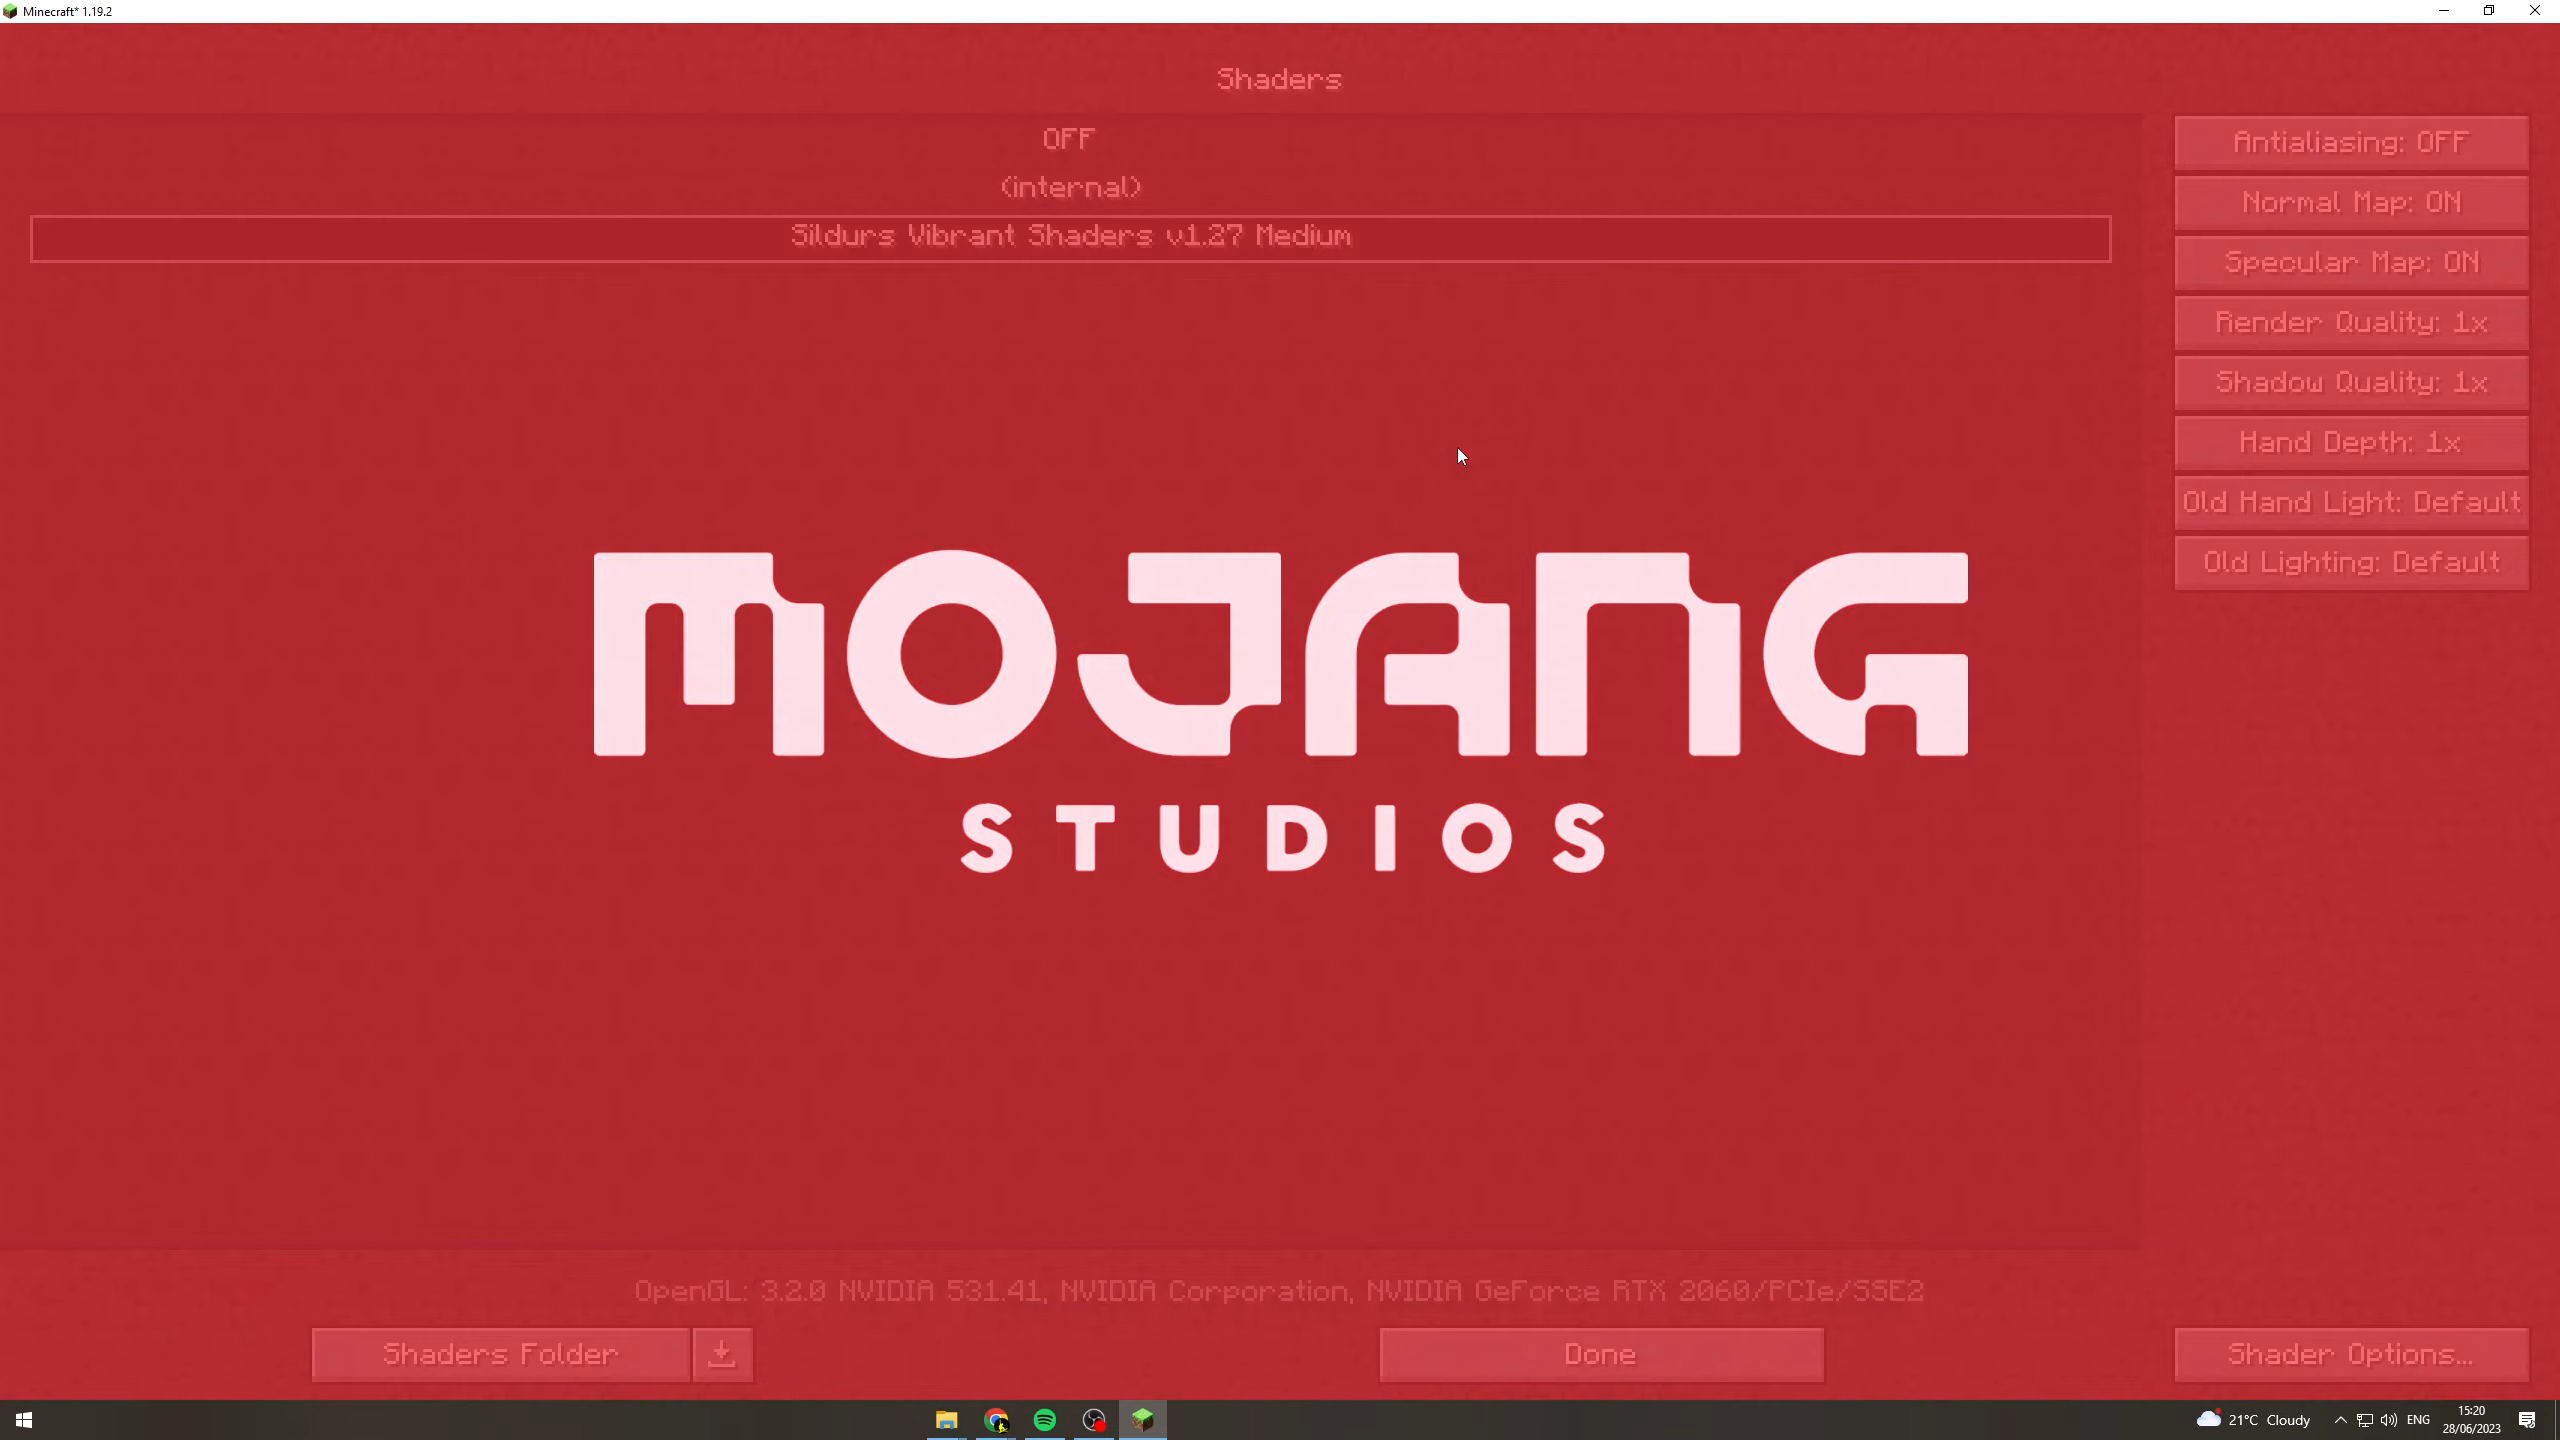 Minecraft* 1.19.2
Shaders
OFF
(internal)
Sildurs Vibrant Shaders v1.27 Medium
Antialiasing: OFF
Normal Map: ON
Specular Map: ON
Render Quality: 1x
Shadow Quality: 1x
Hand Depth: 1x
Old Hand Light: Default
Old Lighting: Default
MOJANG
STUDIOS
OpenGL: 3.2.0 NVIDIA 531.41, NVIDIA Corporation, NVIDIA GeForce RTX 2060/PCIe/SSE2
Shaders Folder
Done
Shader Options...
21°C Cloudy
ENG
15:20
28/06/2023